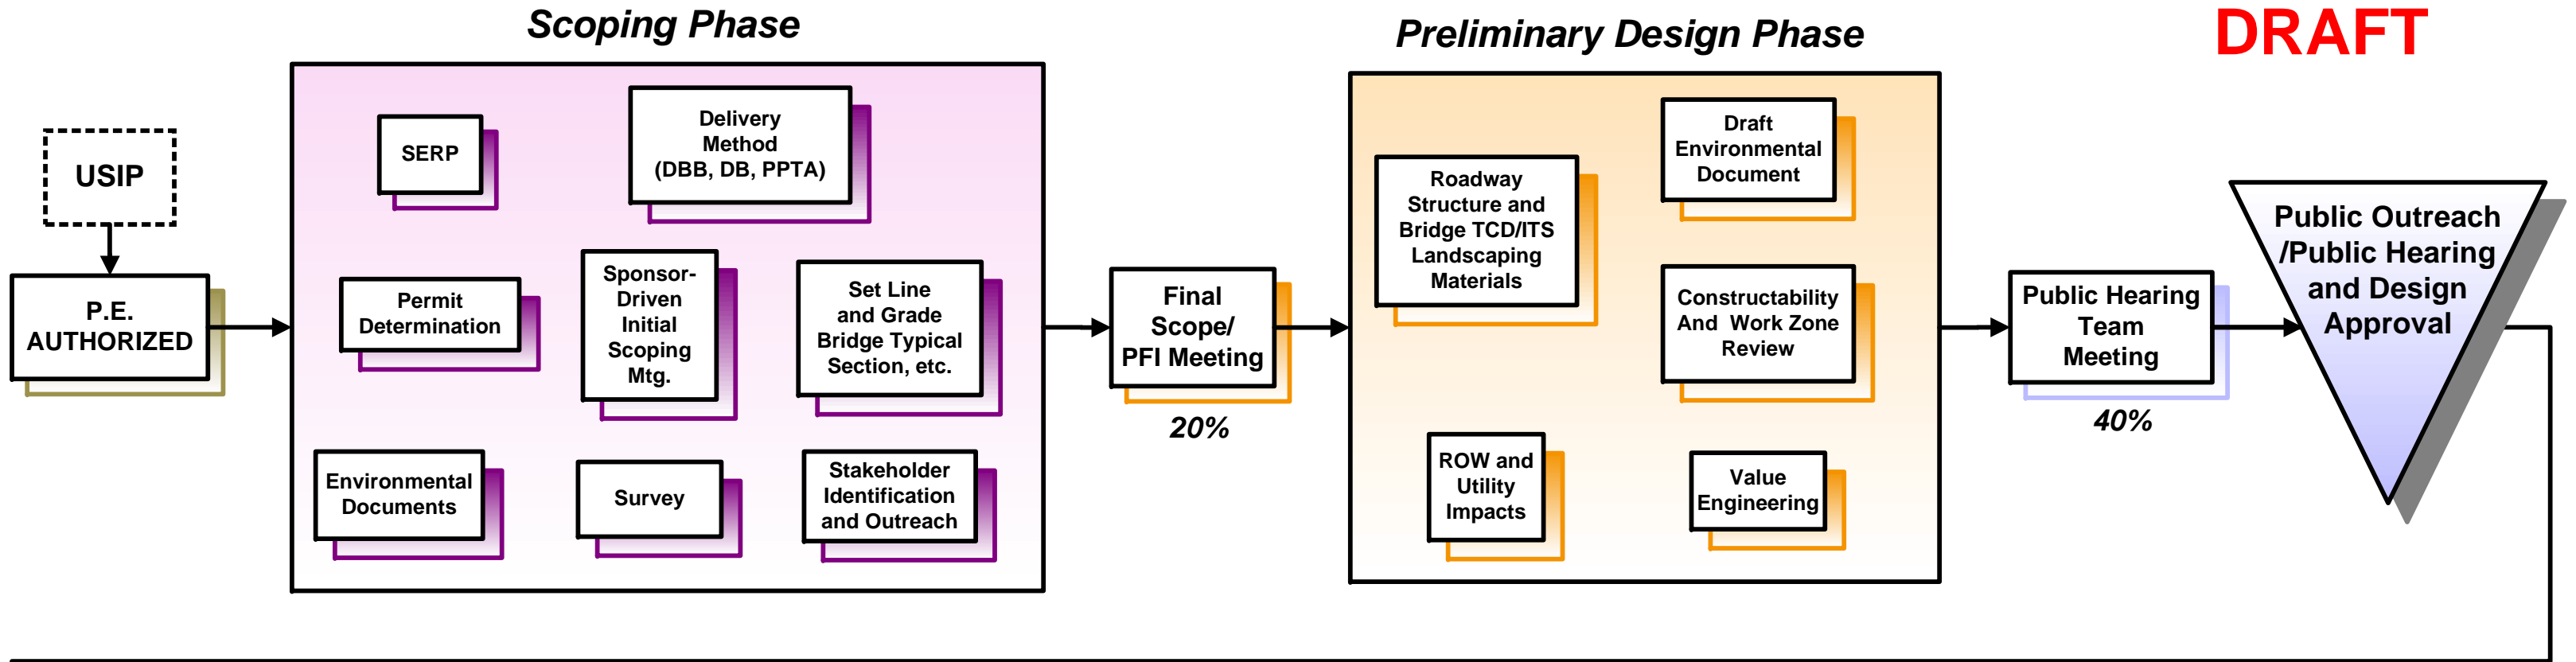 Scoping Phase
Preliminary Design Phase
DRAFT
USIP
P.E.
AUTHORIZED
SERP
Delivery
Method
(DBB, DB, PPTA)
Permit
Determination
Sponsor-
Driven
Initial
Scoping
Mtg.
Set Line
and Grade
Bridge Typical
Section, etc.
Environmental
Documents
Survey
Stakeholder
Identification
and Outreach
Final
Scope/
PFI Meeting
20%
Roadway
Structure and
Bridge TCD/ITS
Landscaping
Materials
Draft
Environmental
Document
Constructability
And Work Zone
Review
ROW and
Utility
Impacts
Value
Engineering
Public Hearing
Team
Meeting
40%
Public Outreach
/Public Hearing
and Design
Approval